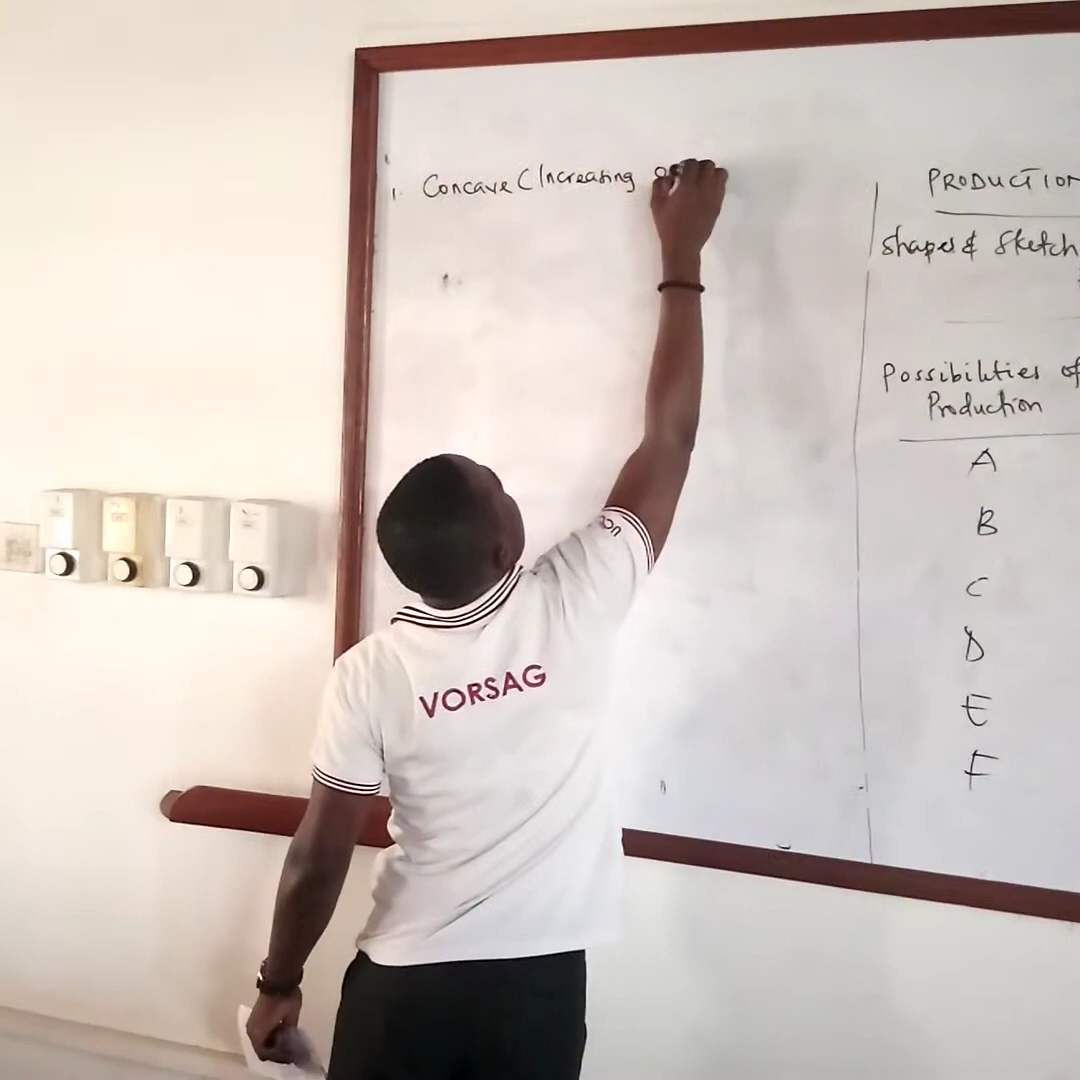 1. Concave (Increasing
PRODUCTION
Shapes & Sketch
Possibilities of
Production
A
B
C
D
E
F
VORSAG